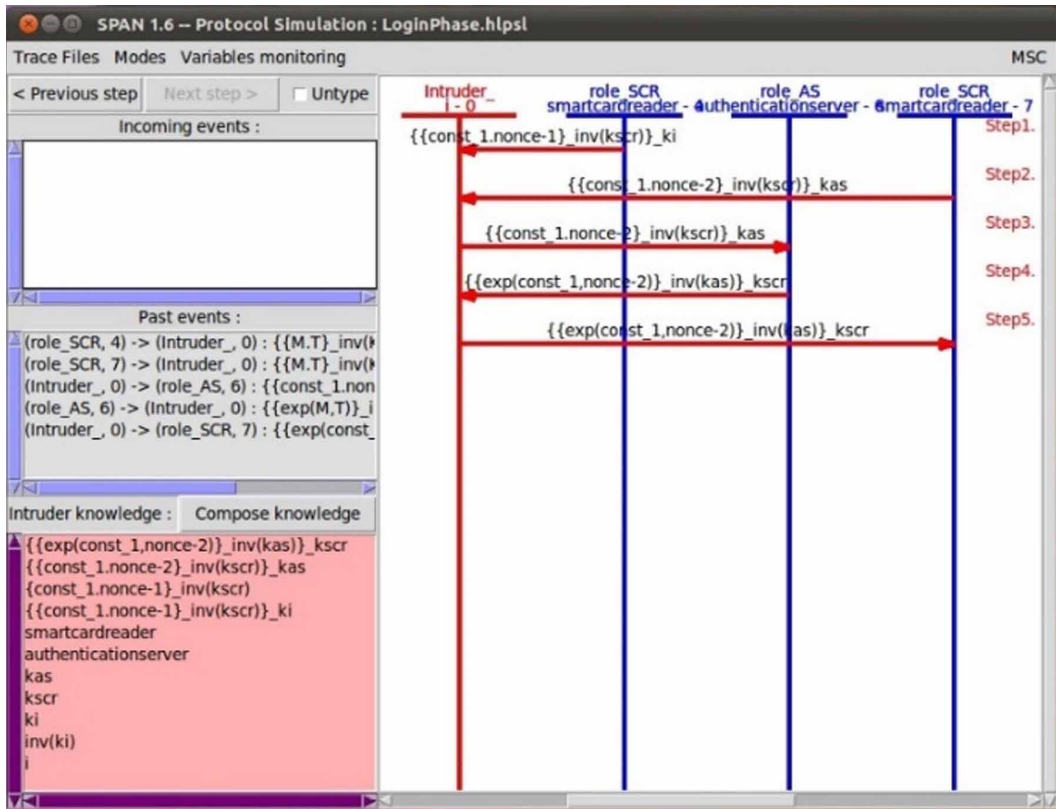 SPAN 1.6 -- Protocol Simulation : LoginPhase.hlpsl
Trace Files Modes Variables monitoring MSC
< Previous step Next step > Untype
Incoming events :
Past events :
(role_SCR, 4) -> (Intruder_, 0) : {{M.T}_inv(k
(role_SCR, 7) -> (Intruder_, 0) : {{M.T}_inv(k
(Intruder_, 0) -> (role_AS, 6) : {{const_1.non
(role_AS, 6) -> (Intruder_, 0) : {{exp(M,T)}_i
(Intruder_, 0) -> (role_SCR, 7) : {{exp(const_
Intruder knowledge : Compose knowledge
{{exp(const_1,nonce-2)}_inv(kas)}_kscr
{{const_1.nonce-2}_inv(kscr)}_kas
{const_1.nonce-1}_inv(kscr)
{{const_1.nonce-1}_inv(kscr)}_ki
smartcardreader
authenticationserver
kas
kscr
ki
inv(ki)
i
Intruder_ role_SCR role_AS role_SCR
i - 0 smartcardreader - 4 authenticationserver - 6 smartcardreader - 7
Step1.
{{const_1.nonce-1}_inv(kscr)}_ki
Step2.
{{const_1.nonce-2}_inv(kscr)}_kas
Step3.
{{const_1.nonce-2}_inv(kscr)}_kas
Step4.
{{exp(const_1,nonce-2)}_inv(kas)}_kscr
Step5.
{{exp(const_1,nonce-2)}_inv(kas)}_kscr